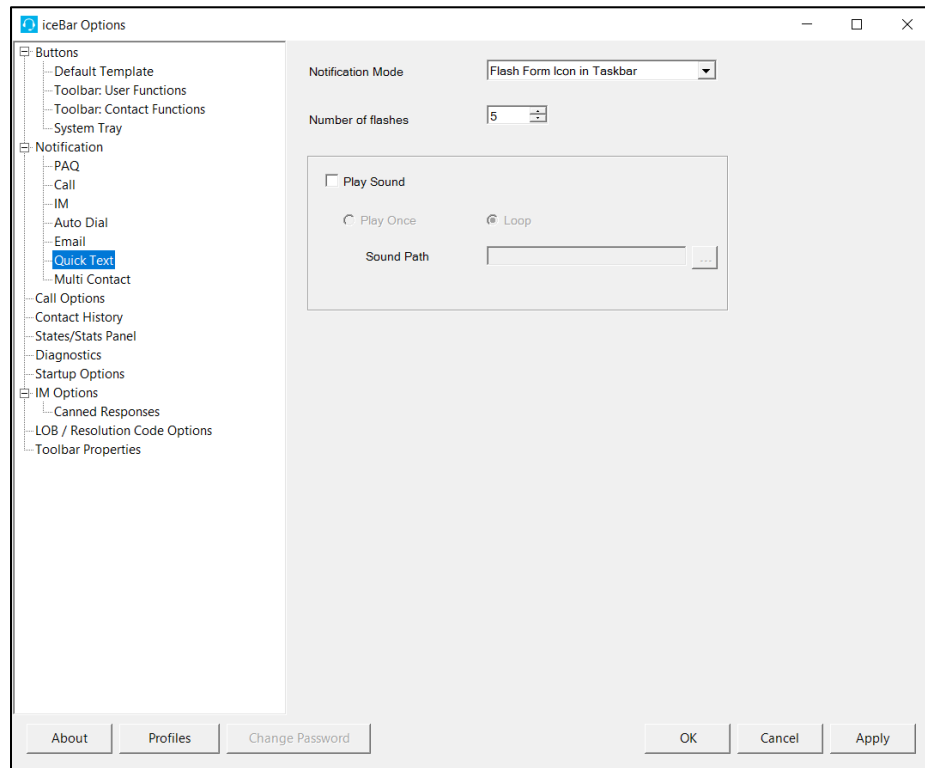 iceBar Options
Buttons
Default Template
Toolbar: User Functions
Toolbar: Contact Functions
System Tray
Notification
PAQ
Call
IM
Auto Dial
Email
Quick Text
Multi Contact
Call Options
Contact History
States/Stats Panel
Diagnostics
Startup Options
IM Options
Canned Responses
LOB / Resolution Code Options
Toolbar Properties
Notification Mode Flash Form Icon in Taskbar
Number of flashes 5
Play Sound
Play Once Loop
Sound Path ...
About Profiles Change Password OK Cancel Apply